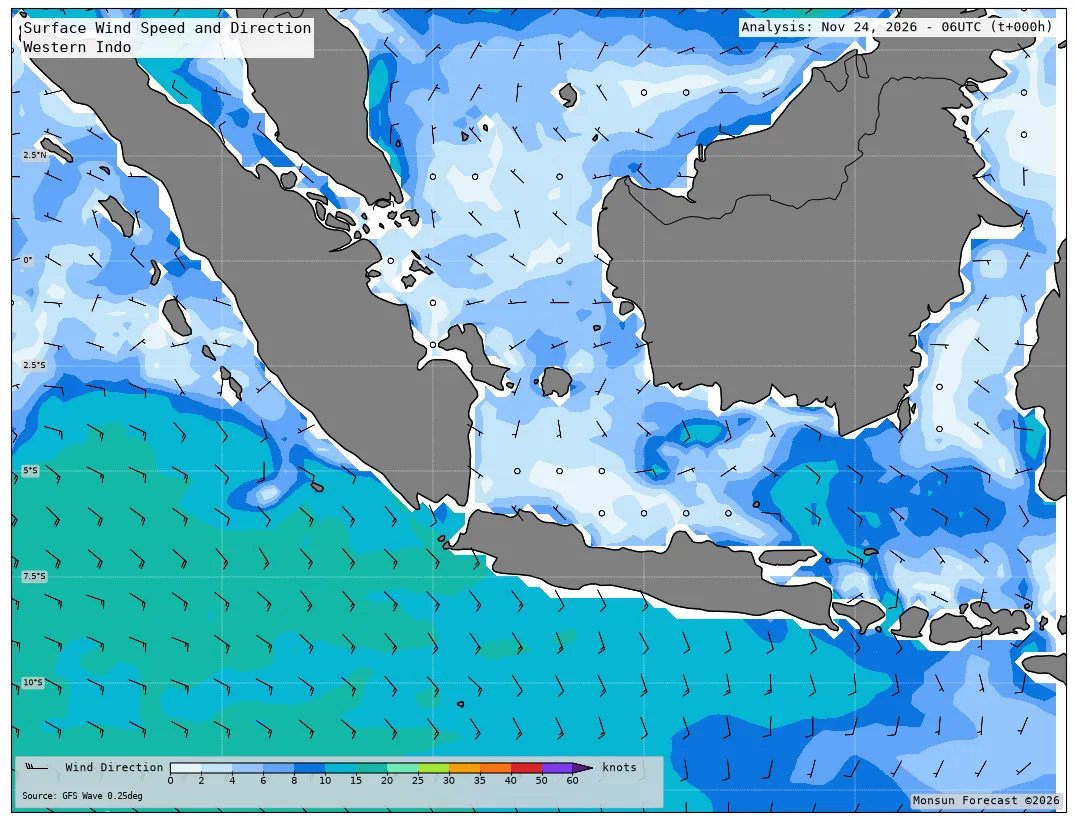 Surface Wind Speed and Direction
Western Indo
Analysis: Nov 24, 2026 - 06UTC (t+000h)
2.5°N
0°
2.5°S
5°S
7.5°S
10°S
Wind Direction
0 2 4 6 8 10 15 20 25 30 35 40 50 60
knots
Source: GFS Wave 0.25deg
Monsun Forecast ©2026